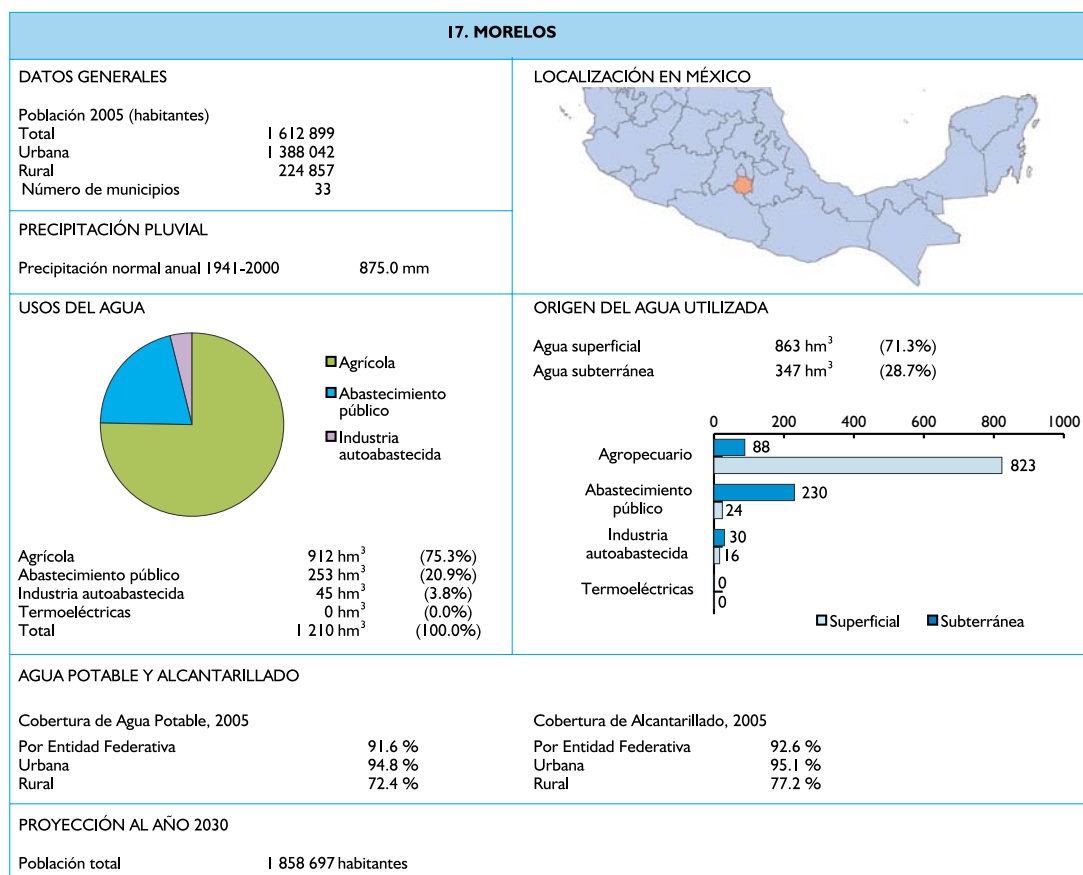 17. MORELOS
DATOS GENERALES
Población 2005 (habitantes)
Total 1 612 899
Urbana 1 388 042
Rural 224 857
Número de municipios 33
LOCALIZACIÓN EN MÉXICO
PRECIPITACIÓN PLUVIAL
Precipitación normal anual 1941-2000 875.0 mm
USOS DEL AGUA
Agrícola
Abastecimiento
público
Industria
autoabastecida
Agrícola 912 hm³ (75.3%)
Abastecimiento público 253 hm³ (20.9%)
Industria autoabastecida 45 hm³ (3.8%)
Termoeléctricas 0 hm³ (0.0%)
Total 1 210 hm³ (100.0%)
ORIGEN DEL AGUA UTILIZADA
Agua superficial 863 hm³ (71.3%)
Agua subterránea 347 hm³ (28.7%)
0 200 400 600 800 1000
Agropecuario 88
823
Abastecimiento
público 230
24
Industria
autoabastecida 30
16
Termoeléctricas 0
0
Superficial Subterránea
AGUA POTABLE Y ALCANTARILLADO
Cobertura de Agua Potable, 2005
Por Entidad Federativa 91.6 %
Urbana 94.8 %
Rural 72.4 %
Cobertura de Alcantarillado, 2005
Por Entidad Federativa 92.6 %
Urbana 95.1 %
Rural 77.2 %
PROYECCIÓN AL AÑO 2030
Población total 1 858 697 habitantes